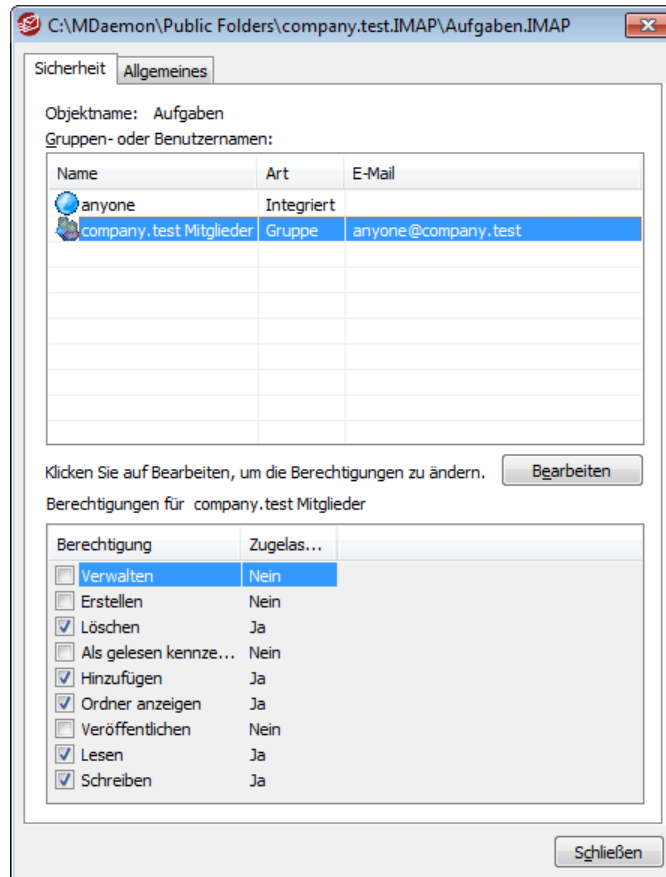 C:\MDaemon\Public Folders\company.test.IMAP\Aufgaben.IMAP
Sicherheit Allgemeines
Objektname: Aufgaben
Gruppen- oder Benutzernamen:
Name Art E-Mail
anyone Integriert
company.test Mitglieder Gruppe anyone@company.test
Klicken Sie auf Bearbeiten, um die Berechtigungen zu ändern. Bearbeiten
Berechtigungen für company.test Mitglieder
Berechtigung Zugelas...
Verwalten Nein
Erstellen Nein
Löschen Ja
Als gelesen kennze... Nein
Hinzufügen Ja
Ordner anzeigen Ja
Veröffentlichen Nein
Lesen Ja
Schreiben Ja
Schließen